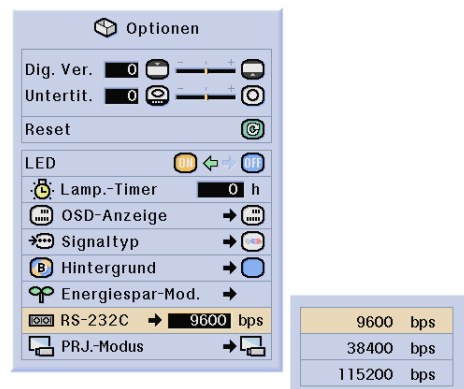 Optionen
Dig. Ver. 0 - +
Untertit. 0 - +
Reset
LED ON OFF
Lamp.-Timer 0 h
OSD-Anzeige
Signaltyp
B Hintergrund
Energiespar-Mod.
RS-232C 9600 bps
PRJ.-Modus
9600 bps
38400 bps
115200 bps